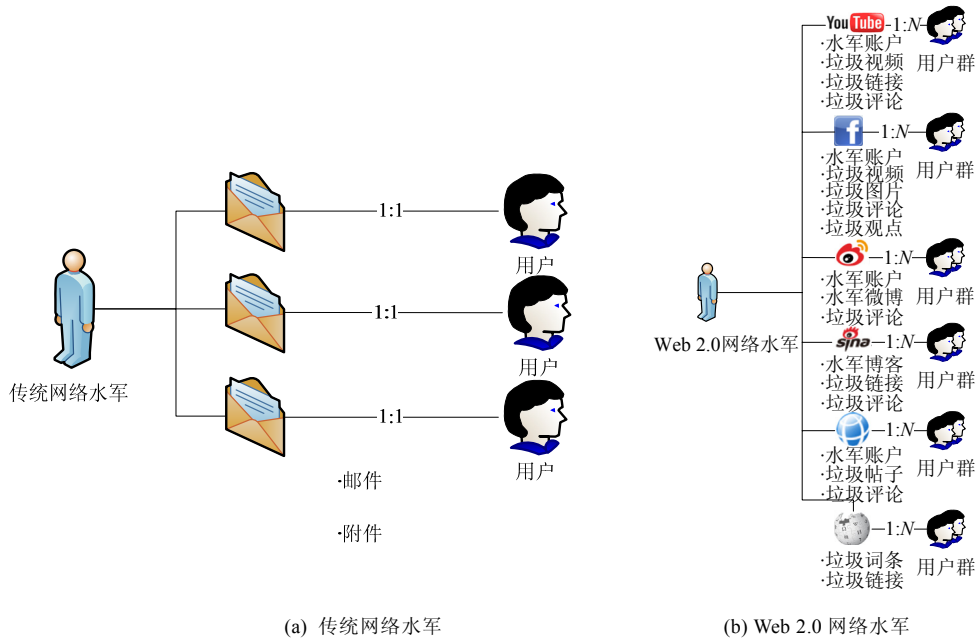 传统网络水军
1:1
用户
1:1
用户
1:1
用户
·邮件
·附件
(a) 传统网络水军
Web 2.0网络水军
You Tube
1:N
·水军账户
·垃圾视频
·垃圾链接
·垃圾评论
用户群
f
1:N
·水军账户
·垃圾视频
·垃圾图片
·垃圾评论
·垃圾观点
用户群
1:N
·水军账户
·水军微博
·垃圾评论
用户群
sina
1:N
·水军博客
·垃圾链接
·垃圾评论
用户群
1:N
·水军账户
·垃圾帖子
·垃圾评论
用户群
1:N
·垃圾词条
·垃圾链接
用户群
(b) Web 2.0 网络水军